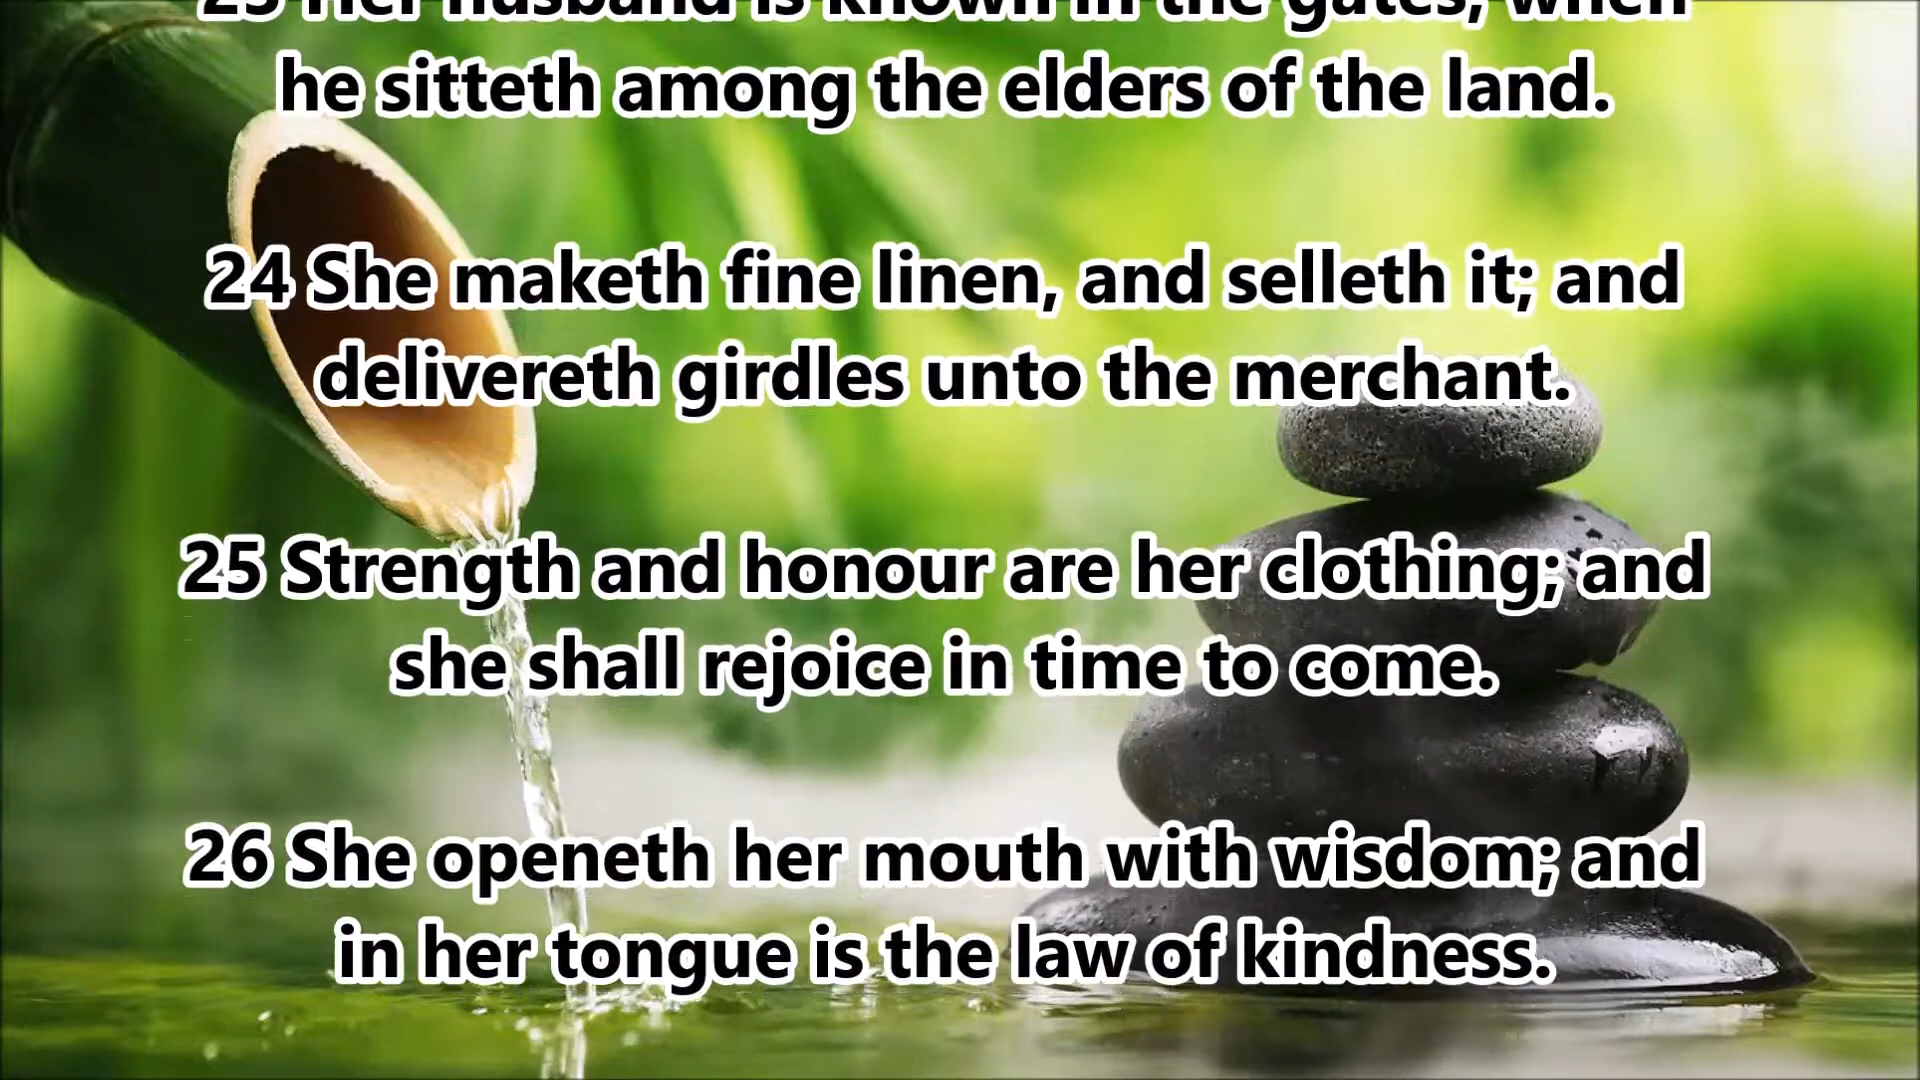 23 Her husband is known in the gates, when
he sitteth among the elders of the land.
24 She maketh fine linen, and selleth it; and
delivereth girdles unto the merchant.
25 Strength and honour are her clothing; and
she shall rejoice in time to come.
26 She openeth her mouth with wisdom; and
in her tongue is the law of kindness.